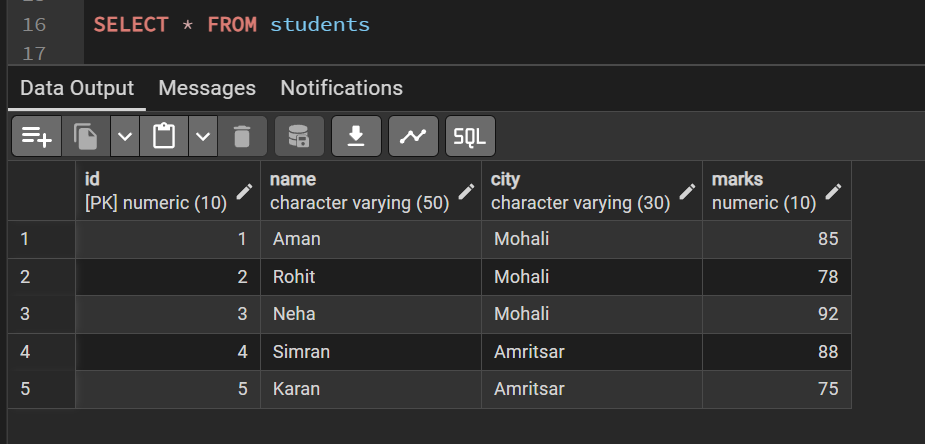 16 SELECT * FROM students
17
Data Output Messages Notifications
SQL
id name city marks
[PK] numeric (10) character varying (50) character varying (30) numeric (10)
1 1 Aman Mohali 85
2 2 Rohit Mohali 78
3 3 Neha Mohali 92
4 4 Simran Amritsar 88
5 5 Karan Amritsar 75